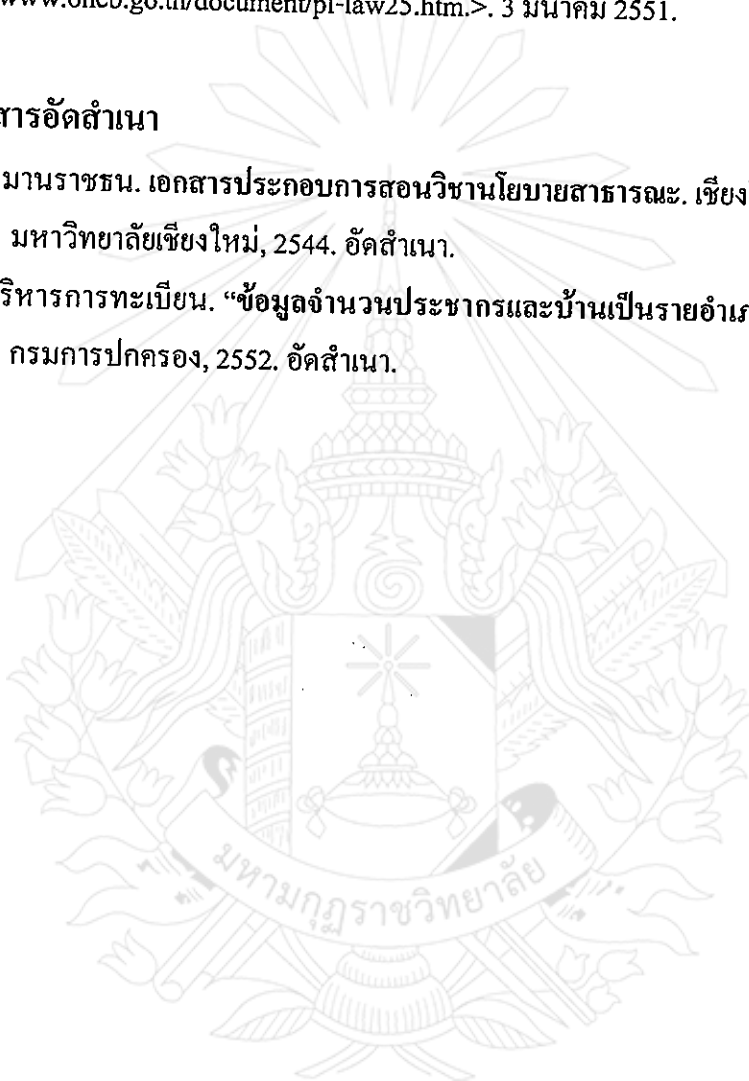 www.oncb.go.th/document/p1-law25.htm.>. 3 มีนาคม 2551.
สารอัดสำเนา
มานราชธน. เอกสารประกอบการสอนวิชานโยบายสาธารณะ. เชียงใ
มหาวิทยาลัยเชียงใหม่, 2544. อัดสำเนา.
ริหารการทะเบียน. “ข้อมูลจำนวนประชากรและบ้านเป็นรายอำเภ
กรมการปกครอง, 2552. อัดสำเนา.
มหามกุฏราชวิทยาลัย